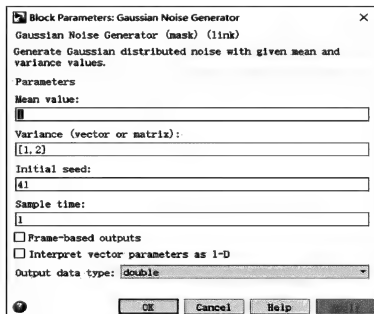 Block Parameters: Gaussian Noise Generator
Gaussian Noise Generator (mask) (link)
Generate Gaussian distributed noise with given mean and
variance values.
Parameters
Mean value:
Variance (vector or matrix):
[1,2]
Initial seed:
41
Sample time:
1
Frame-based outputs
Interpret vector parameters as 1-D
Output data type: double
OK Cancel Help Apply